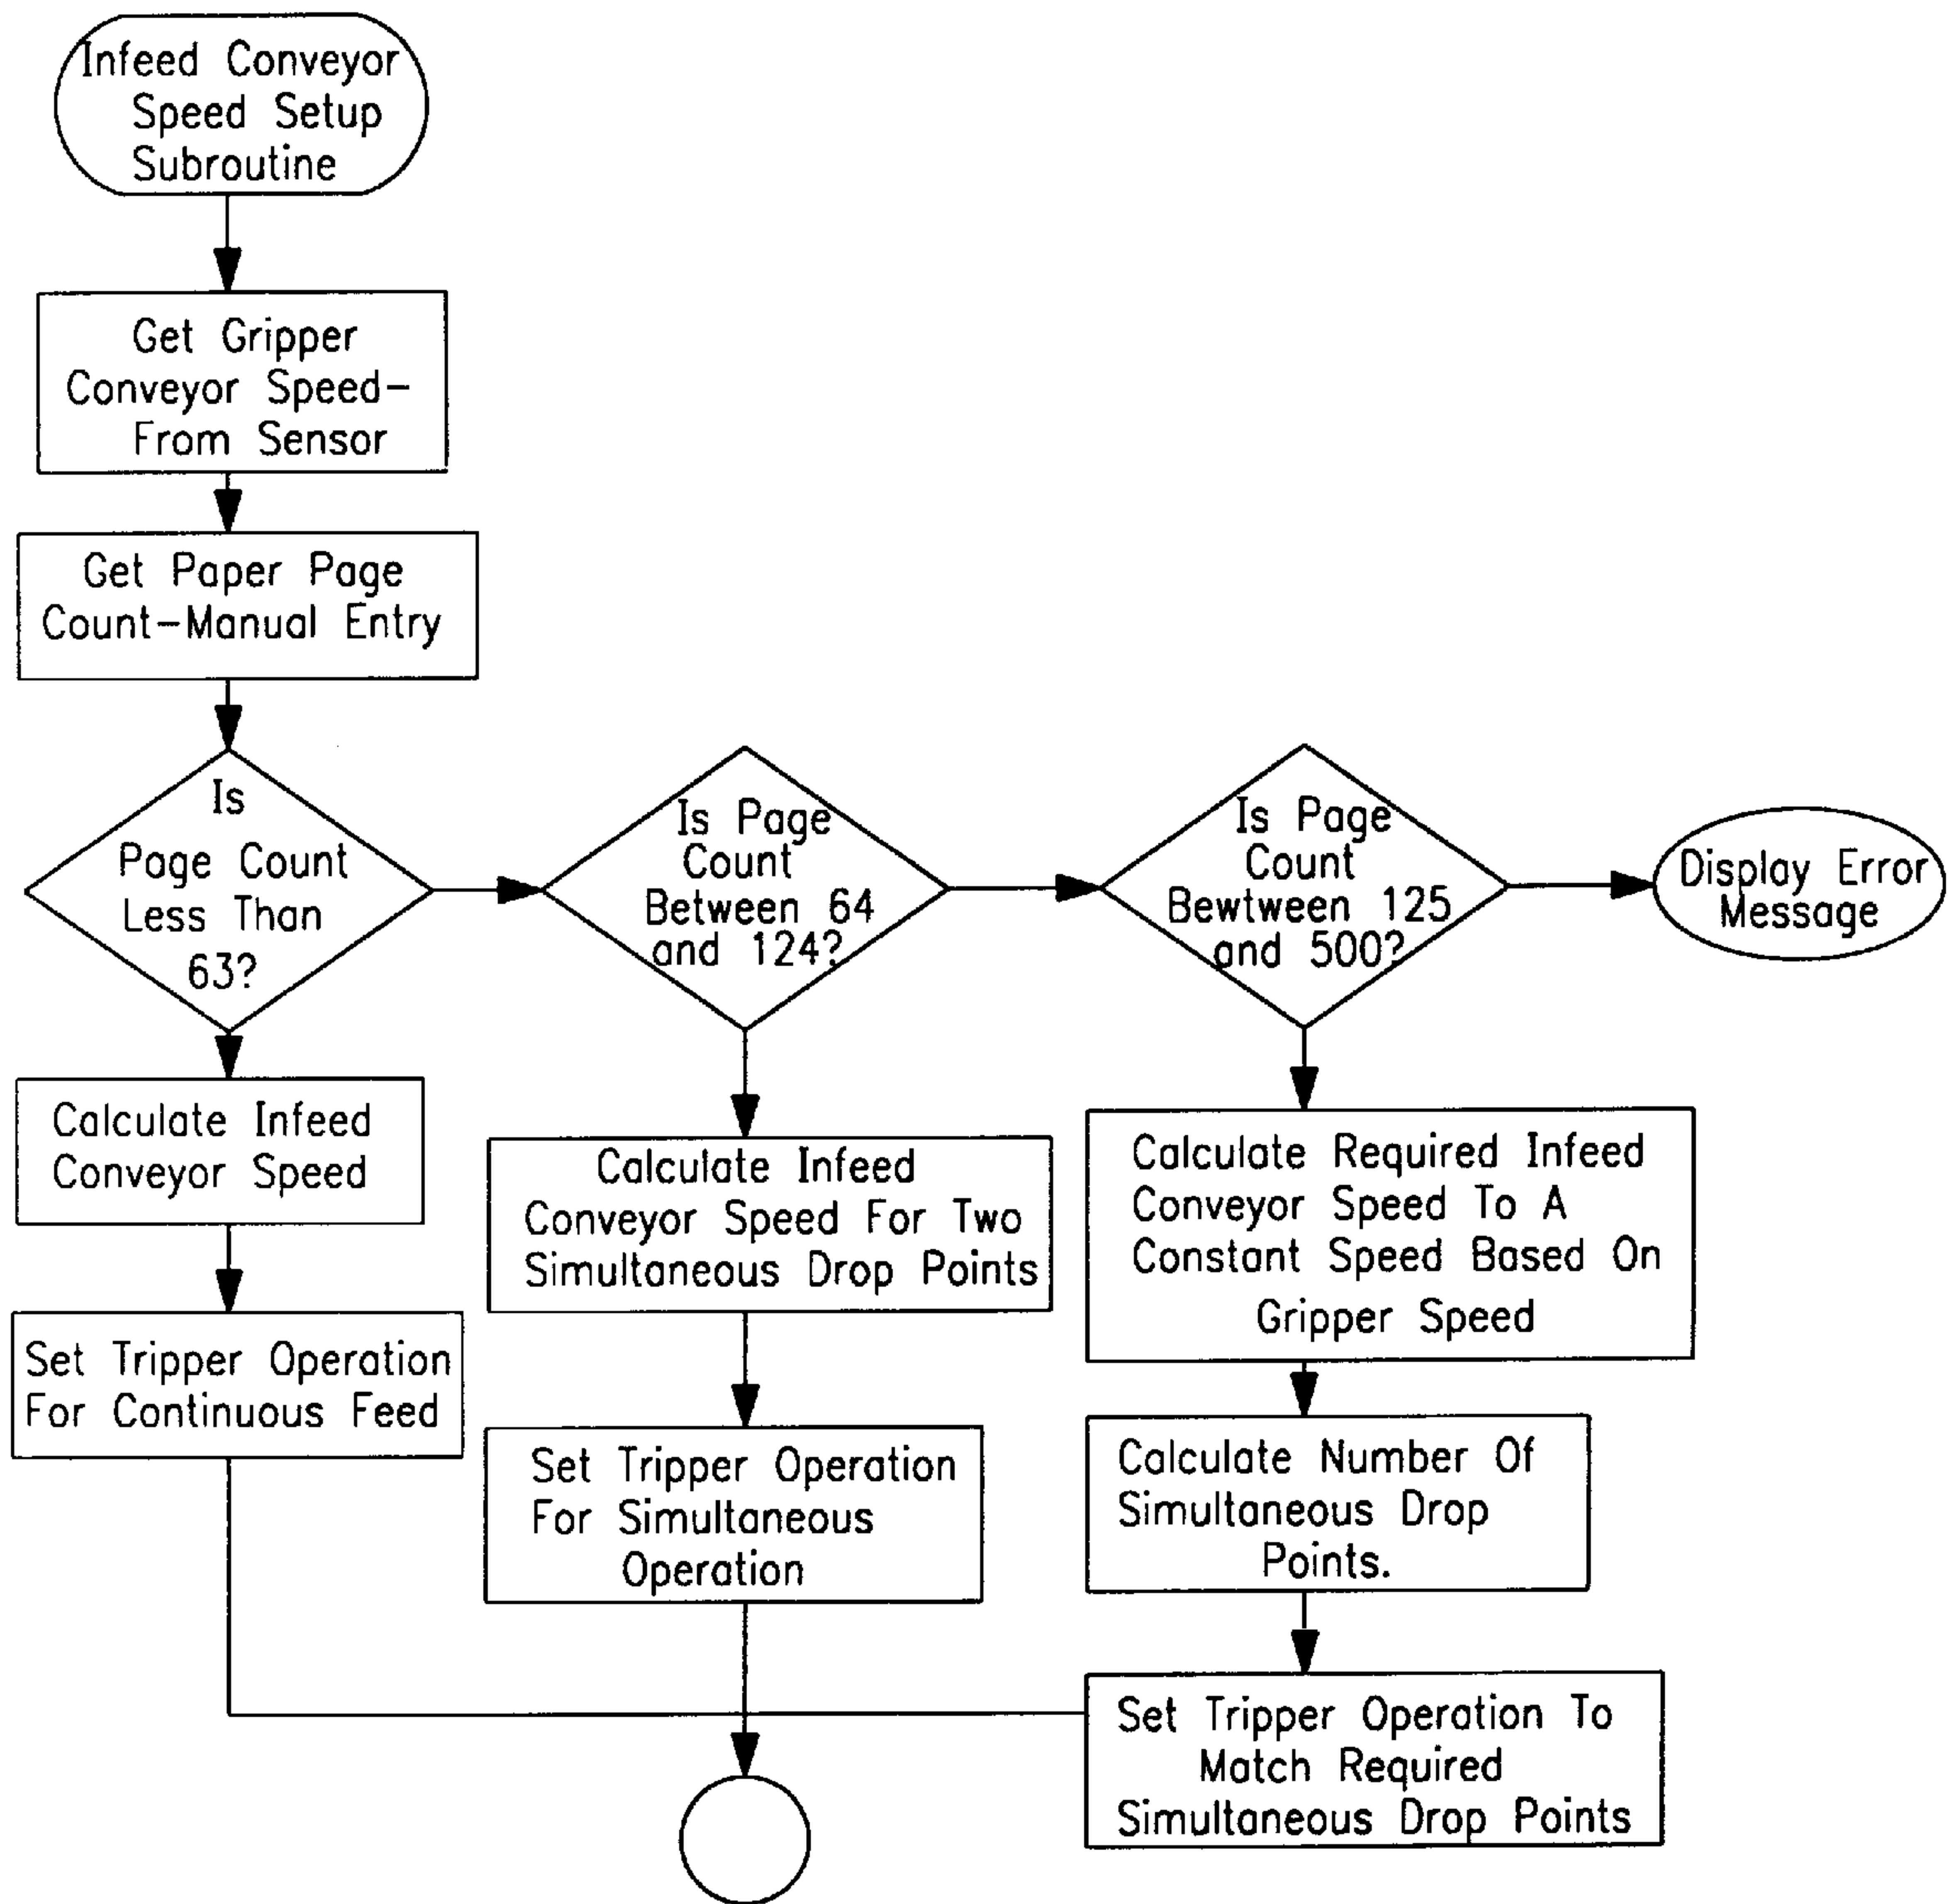 Infeed Conveyor
Speed Setup
Subroutine
Get Gripper
Conveyor Speed-
From Sensor
Get Paper Page
Count-Manual Entry
Is
Page Count
Less Than
63?
Is Page
Count
Between 64
and 124?
Is Page
Count
Bewtween 125
and 500?
Display Error
Message
Calculate Infeed
Conveyor Speed
Set Tripper Operation
For Continuous Feed
Calculate Infeed
Conveyor Speed For Two
Simultaneous Drop Points
Set Tripper Operation
For Simultaneous
Operation
Calculate Required Infeed
Conveyor Speed To A
Constant Speed Based On
Gripper Speed
Calculate Number Of
Simultaneous Drop
Points.
Set Tripper Operation To
Match Required
Simultaneous Drop Points